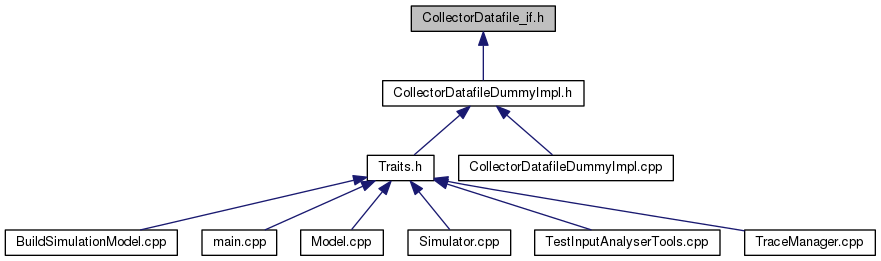 CollectorDatafile_if.h
CollectorDatafileDummyImpl.h
Traits.h
CollectorDatafileDummyImpl.cpp
BuildSimulationModel.cpp
main.cpp
Model.cpp
Simulator.cpp
TestInputAnalyserTools.cpp
TraceManager.cpp